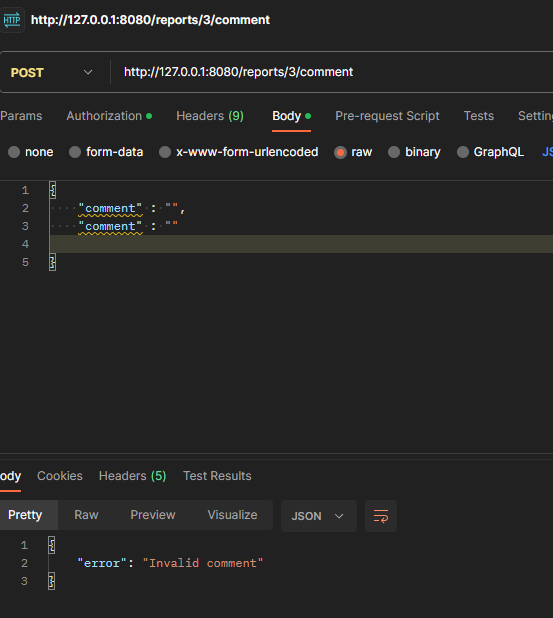 HTTP http://127.0.0.1:8080/reports/3/comment
POST http://127.0.0.1:8080/reports/3/comment
Params Authorization Headers (9) Body Pre-request Script Tests Settin
none form-data x-www-form-urlencoded raw binary GraphQL JS
1 {
2 "comment" : "",
3 "comment" : ""
4
5 }
ody Cookies Headers (5) Test Results
Pretty Raw Preview Visualize JSON
1 {
2 "error": "Invalid comment"
3 }